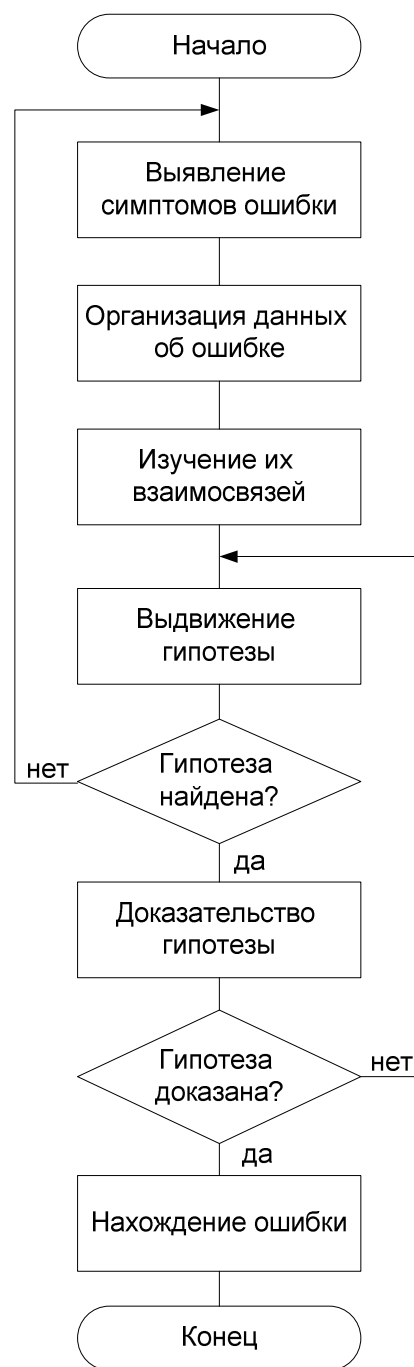 Начало
Выявление
симптомов ошибки
Организация данных
об ошибке
Изучение их
взаимосвязей
Выдвижение
гипотезы
нет
Гипотеза
найдена?
да
Доказательство
гипотезы
Гипотеза
доказана?
нет
да
Нахождение ошибки
Конец